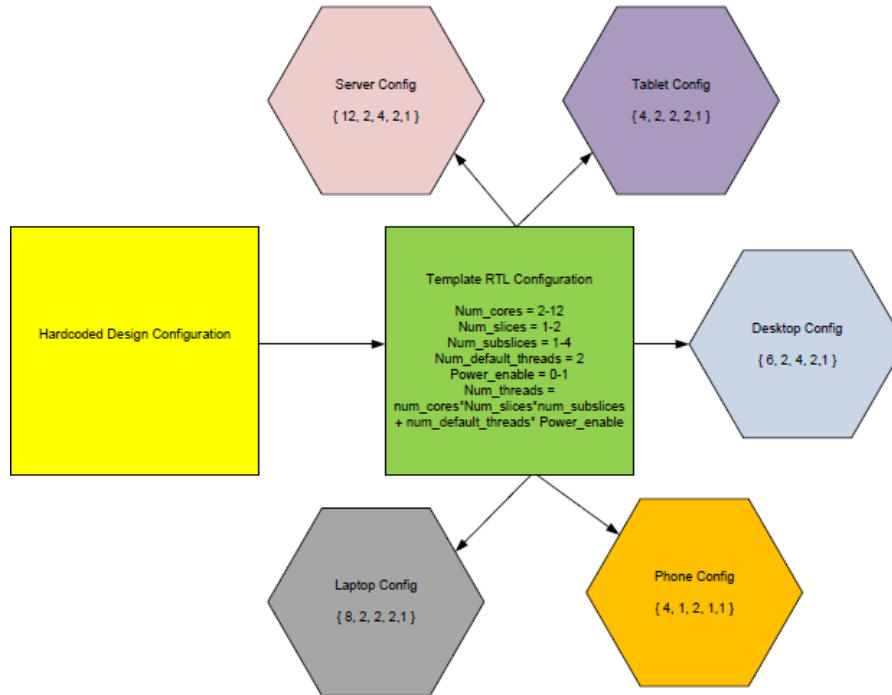 Server Config
{ 12, 2, 4, 2,1 }
Tablet Config
{ 4, 2, 2, 2,1 }
Hardcoded Design Configuration
Template RTL Configuration
Num_cores = 2-12
Num_slices = 1-2
Num_subslices = 1-4
Num_default_threads = 2
Power_enable = 0-1
Num_threads =
num_cores*Num_slices*num_subslices
+ num_default_threads* Power_enable
Desktop Config
{ 6, 2, 4, 2,1 }
Laptop Config
{ 8, 2, 2, 2,1 }
Phone Config
{ 4, 1, 2, 1,1 }